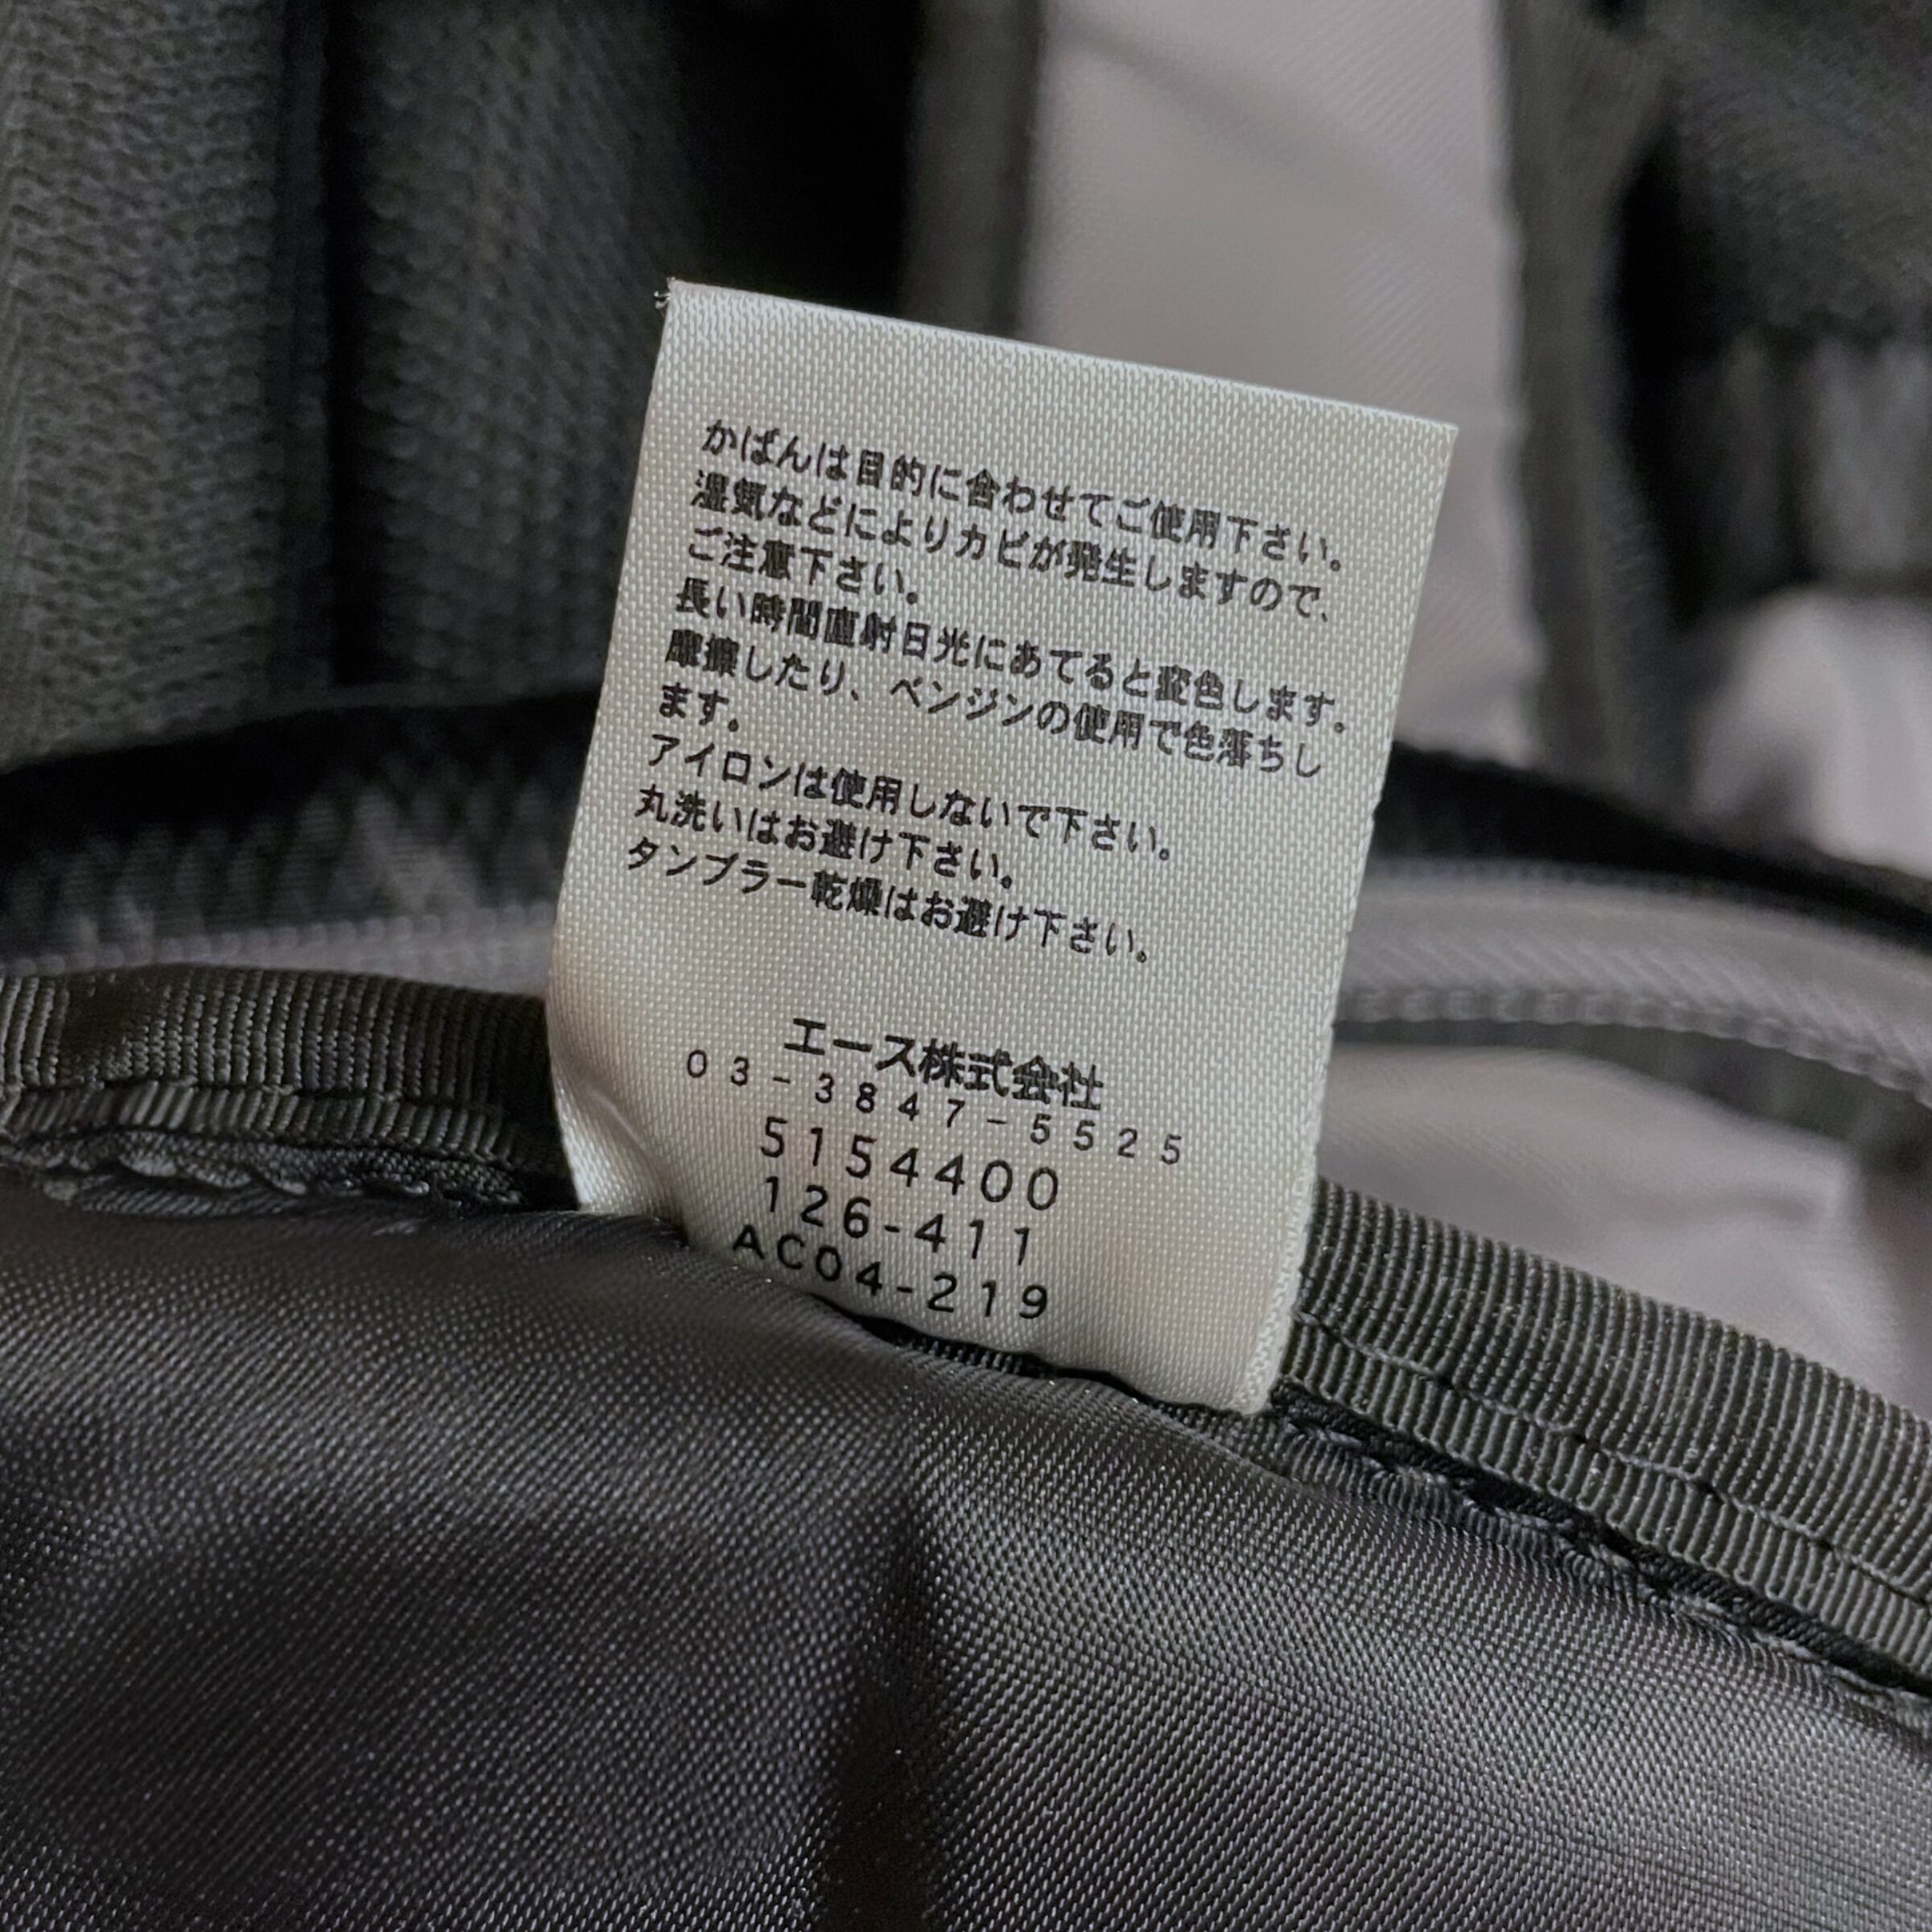 かばんは目的に合わせてご使用下さい。
湿気などによりカビが発生しますので、
ご注意下さい。
長い時間直射日光にあてると変色します。
摩擦したり、ベンジンの使用で色落ちし
ます。
アイロンは使用しないで下さい。
丸洗いはお避け下さい。
タンブラー乾燥はお避け下さい。
エース株式会社
03-3847-5525
5154400
126-411
AC04-219